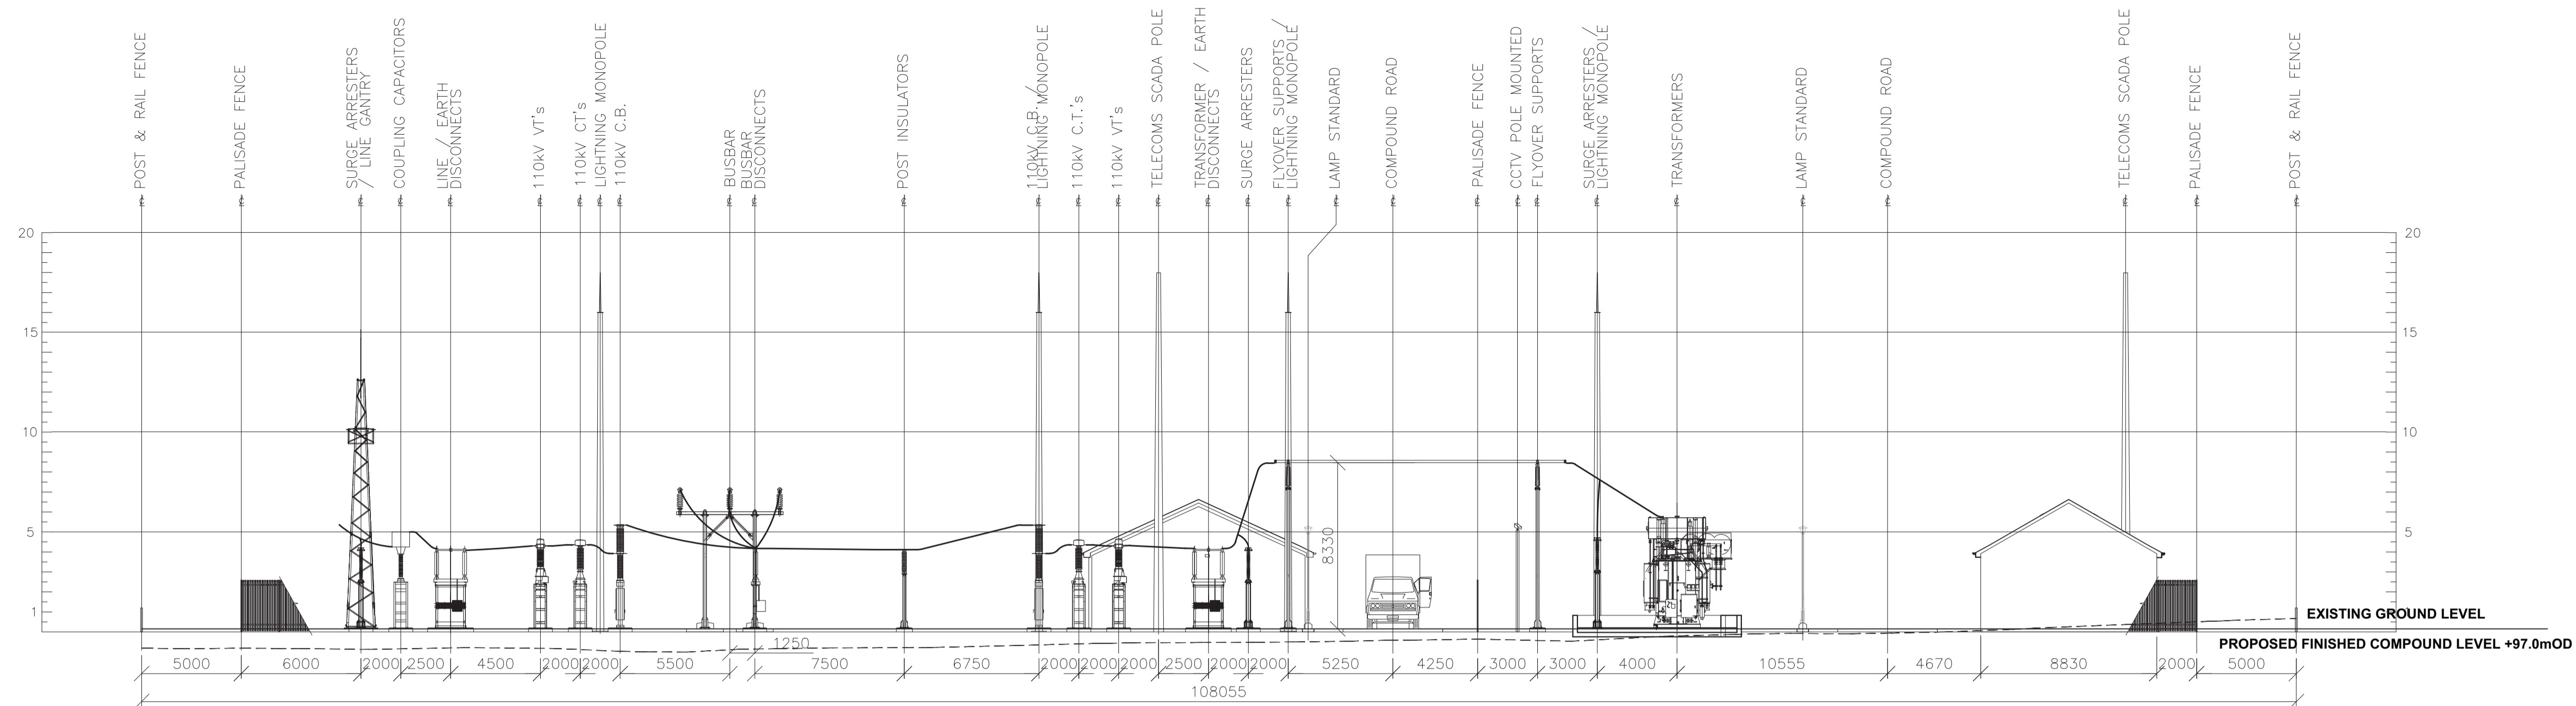 POST & RAIL FENCE
PALISADE FENCE
SURGE ARRESTERS
/ LINE GANTRY
COUPLING CAPACITORS
LINE / EARTH
DISCONNECTS
110kV VT's
110kV CT's
LIGHTNING MONOPOLE
110kV C.B.
BUSBAR
BUSBAR
DISCONNECTS
POST INSULATORS
110kV C.B. /
LIGHTNING MONOPOLE
110kV C.T.'s
110kV VT's
TELECOMS SCADA POLE
TRANSFORMER / EARTH
DISCONNECTS
SURGE ARRESTERS
FLYOVER SUPPORTS /
LIGHTNING MONOPOLE
LAMP STANDARD
COMPOUND ROAD
PALISADE FENCE
CCTV POLE MOUNTED
FLYOVER SUPPORTS
SURGE ARRESTERS /
LIGHTNING MONOPOLE
TRANSFORMERS
LAMP STANDARD
COMPOUND ROAD
TELECOMS SCADA POLE
PALISADE FENCE
POST & RAIL FENCE
20 20
15 15
10 10
5 5
8330
1 1
EXISTING GROUND LEVEL
PROPOSED FINISHED COMPOUND LEVEL +97.0mOD
1250
5000 6000 2000 2500 4500 2000 2000 5500 7500 6750 2000 2000 2000 2500 2000 2000 5250 4250 3000 3000 4000 10555 4670 8830 2000 5000
108055